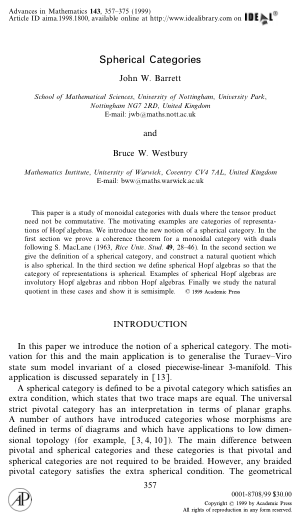 Advances in Mathematics 143, 357–375 (1999)
Article ID aima.1998.1800, available online at http://www.idealibrary.com on IDEAL®
Spherical Categories
John W. Barrett
School of Mathematical Sciences, University of Nottingham, University Park,
Nottingham NG7 2RD, United Kingdom
E-mail: jwb@maths.nott.ac.uk
and
Bruce W. Westbury
Mathematics Institute, University of Warwick, Coventry CV4 7AL, United Kingdom
E-mail: bww@maths.warwick.ac.uk
This paper is a study of monoidal categories with duals where the tensor product
need not be commutative. The motivating examples are categories of representa-
tions of Hopf algebras. We introduce the new notion of a spherical category. In the
first section we prove a coherence theorem for a monoidal category with duals
following S. MacLane (1963, Rice Univ. Stud. 49, 28–46). In the second section we
give the definition of a spherical category, and construct a natural quotient which
is also spherical. In the third section we define spherical Hopf algebras so that the
category of representations is spherical. Examples of spherical Hopf algebras are
involutory Hopf algebras and ribbon Hopf algebras. Finally we study the natural
quotient in these cases and show it is semisimple. © 1999 Academic Press
INTRODUCTION
In this paper we introduce the notion of a spherical category. The moti-
vation for this and the main application is to generalise the Turaev–Viro
state sum model invariant of a closed piecewise-linear 3-manifold. This
application is discussed separately in [13].
A spherical category is defined to be a pivotal category which satisfies an
extra condition, which states that two trace maps are equal. The universal
strict pivotal category has an interpretation in terms of planar graphs.
A number of authors have introduced categories whose morphisms are
defined in terms of diagrams and which have applications to low dimen-
sional topology (for example, [3, 4, 10]). The main difference between
pivotal and spherical categories and these categories is that pivotal and
spherical categories are not required to be braided. However, any braided
pivotal category satisfies the extra spherical condition. The geometrical
357
0001-8708/99 $30.00
Copyright © 1999 by Academic Press
All rights of reproduction in any form reserved.
AP